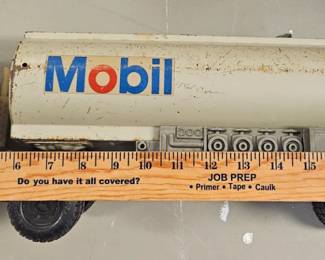 Mobil
6 7 8 9 10 11 12 13 14 15
Do you have it all covered?
JOB PREP
• Primer • Tape • Caulk